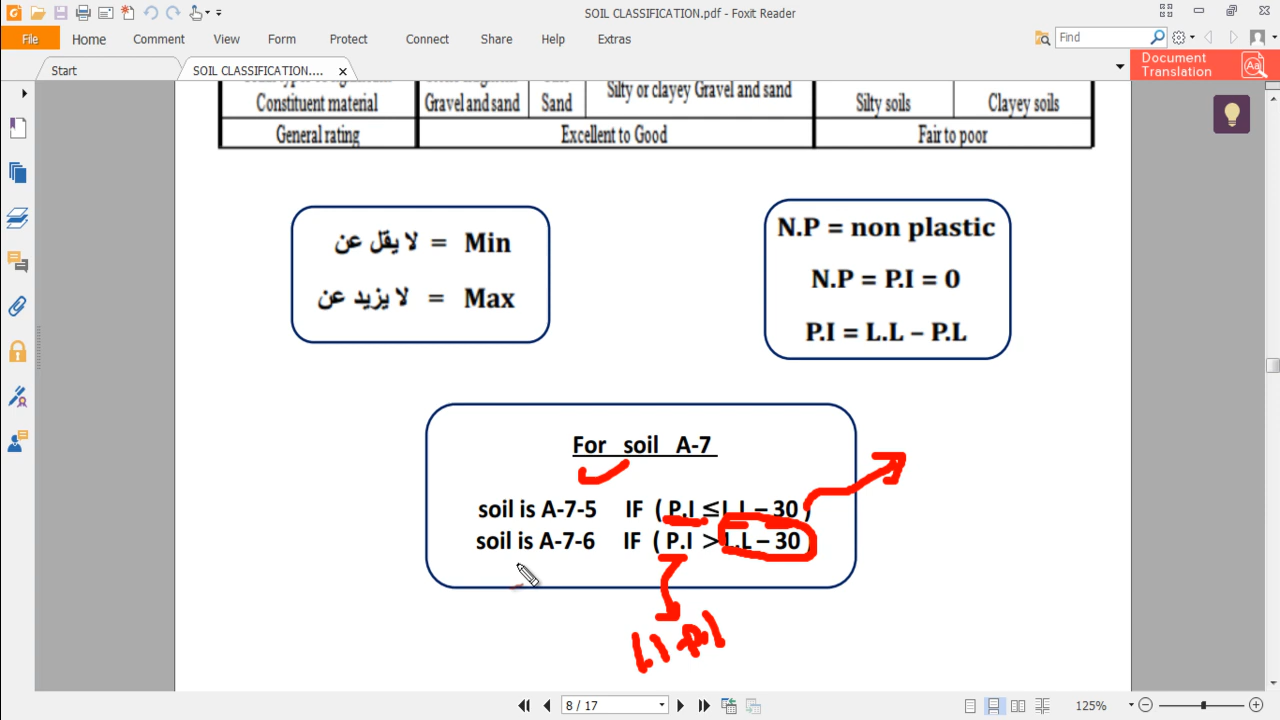 SOIL CLASSIFICATION.pdf - Foxit Reader
File Home Comment View Form Protect Connect Share Help Extras
Find
Start
SOIL CLASSIFICATION....
Document Translation
Constituent material
Gravel and sand
Sand
Silty or clayey Gravel and sand
Silty soils
Clayey soils
General rating
Excellent to Good
Fair to poor
لا يقل عن = Min
لا يزيد عن = Max
N.P = non plastic
N.P = P.I = 0
P.I = L.L – P.L
For soil A-7
soil is A-7-5 IF ( P.I ≤ L.L – 30 )
soil is A-7-6 IF ( P.I > L.L – 30
L.l - P.l
8 / 17
125%